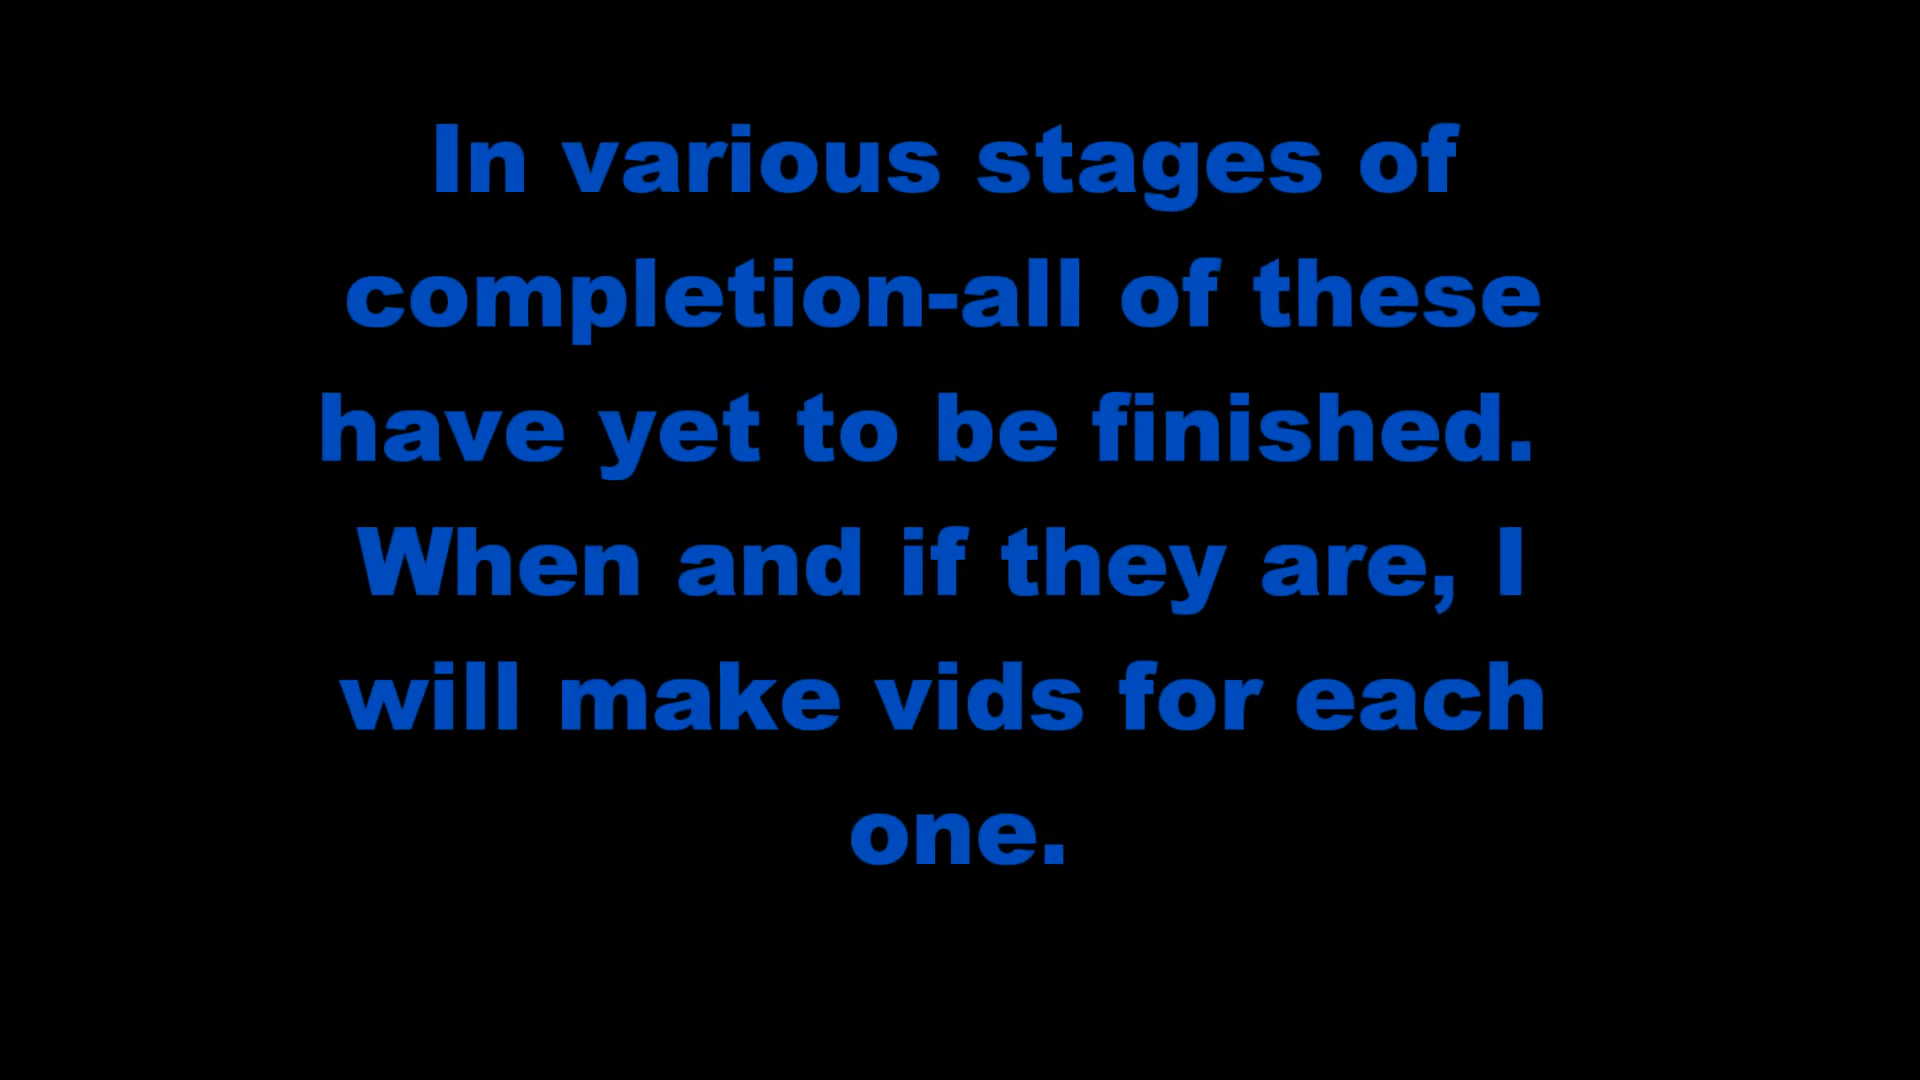 In various stages of
completion-all of these
have yet to be finished.
When and if they are, I
will make vids for each
one.